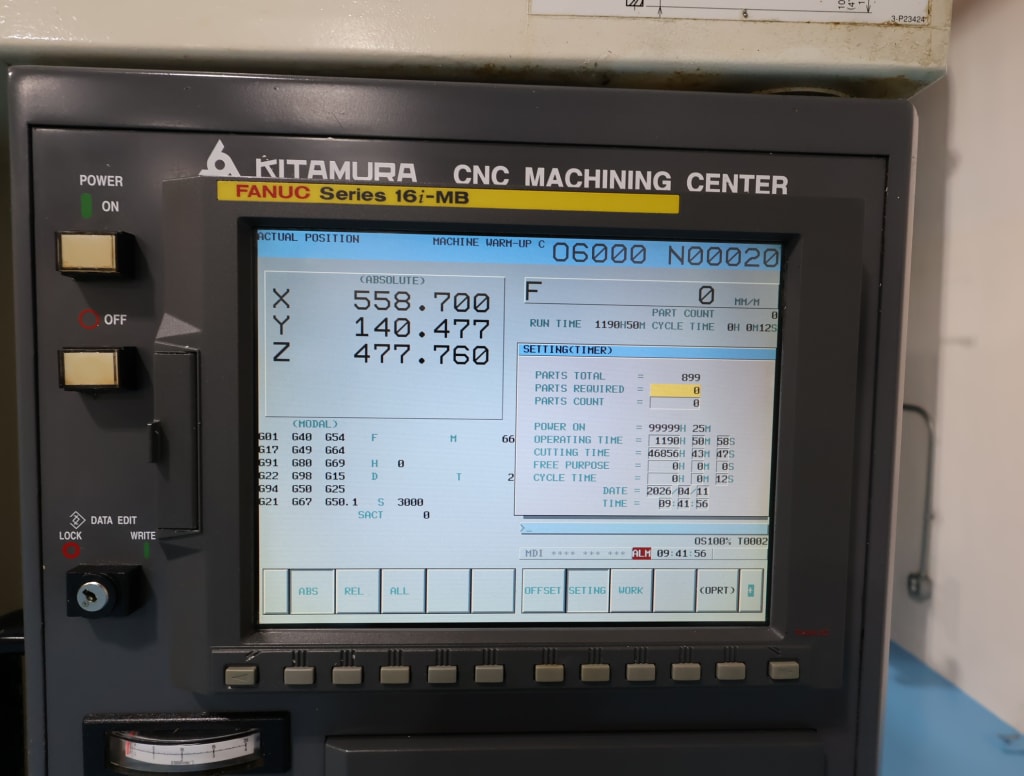 3-P23424
KITAMURA CNC MACHINING CENTER
FANUC Series 16i-MB
POWER
ON
OFF
DATA EDIT
LOCK WRITE
ACTUAL POSITION MACHINE WARM-UP C O6000 N00020
(ABSOLUTE)
X 558.700
Y 140.477
Z 477.760
F 0 MM/M
PART COUNT 0
RUN TIME 1190H50M CYCLE TIME 0H 0M12S
SETTING(TIMER)
PARTS TOTAL = 899
PARTS REQUIRED = 0
PARTS COUNT = 0
POWER ON = 99999H 25M
OPERATING TIME = 1190H 50M 58S
CUTTING TIME = 46856H 43M 47S
FREE PURPOSE = 0H 0M 0S
CYCLE TIME = 0H 0M 12S
DATE = 2026/04/11
TIME = 09:41:56
(MODAL)
G01 G40 G54 F M 66
G17 G49 G64
G91 G80 G69 H 0
G22 G98 G15 D T 2
G94 G50 G25
G21 G67 G50.1 S 3000
SACT 0
>_
OS100% T0002
MDI **** *** *** ALM 09:41:56
ABS REL ALL OFFSET SETING WORK (OPRT)